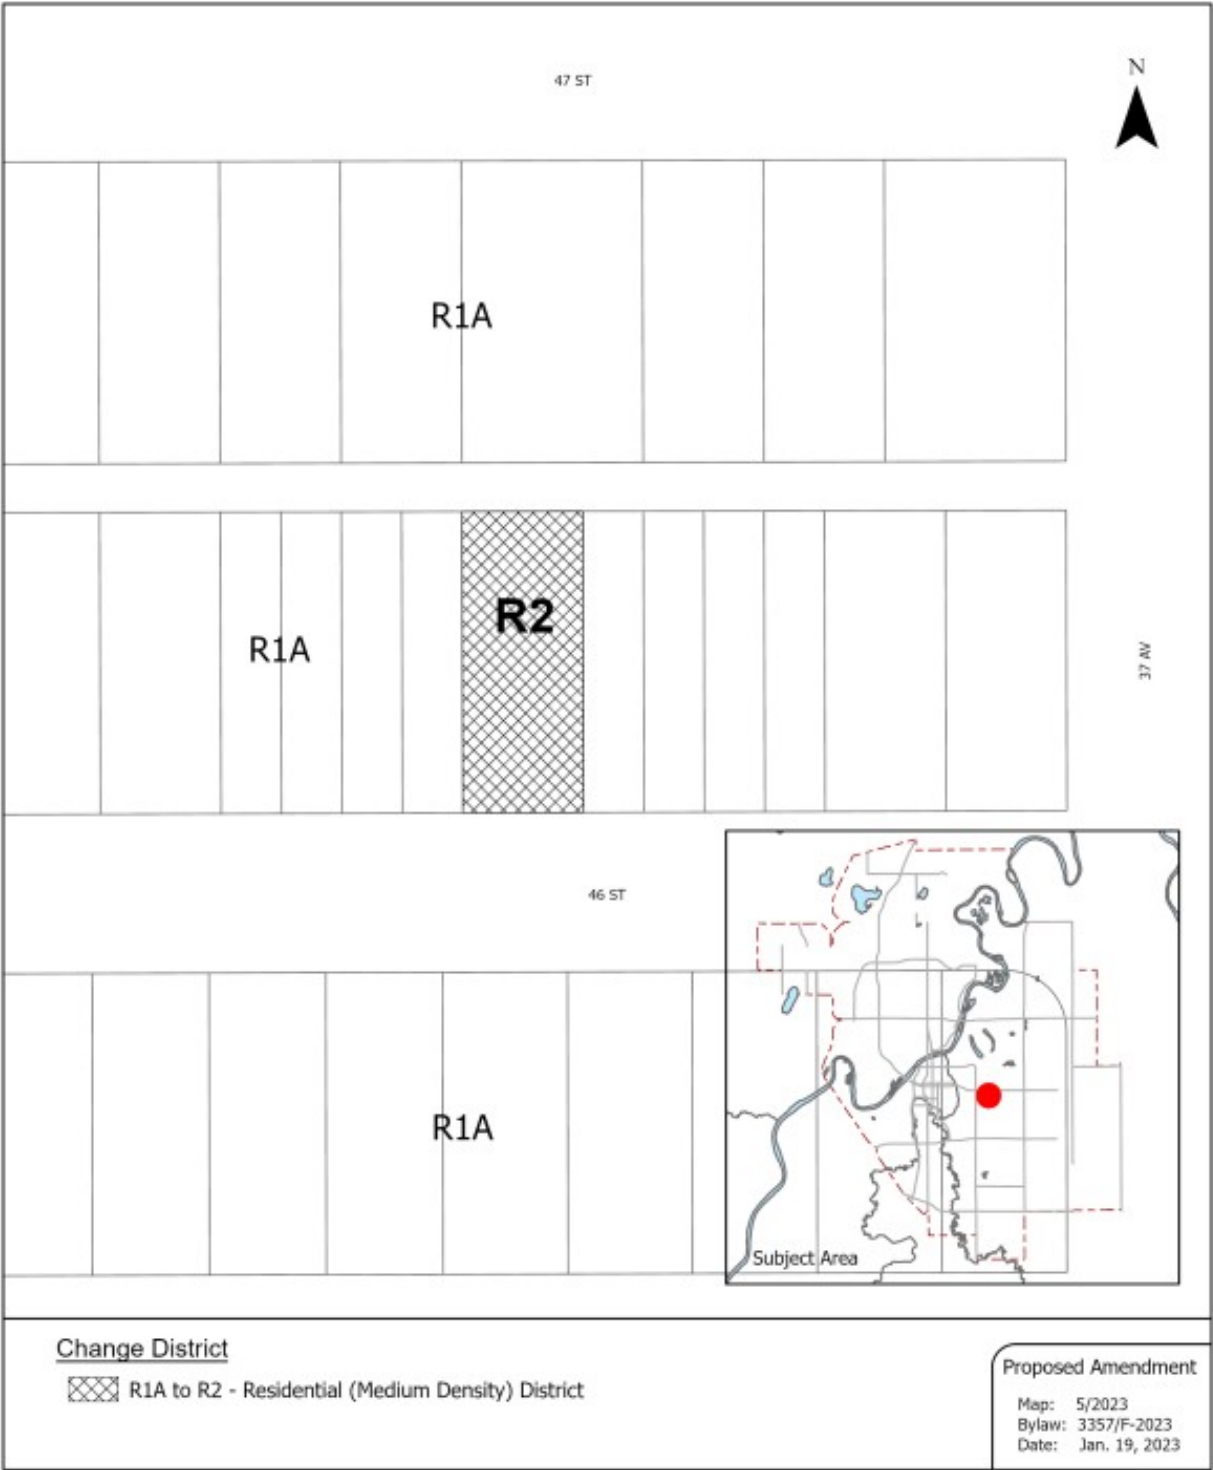 47 ST
N
R1A
R2
R1A
37 AV
46 ST
R1A
Subject Area
Change District
R1A to R2 - Residential (Medium Density) District
Proposed Amendment
Map: 5/2023
Bylaw: 3357/F-2023
Date: Jan. 19, 2023